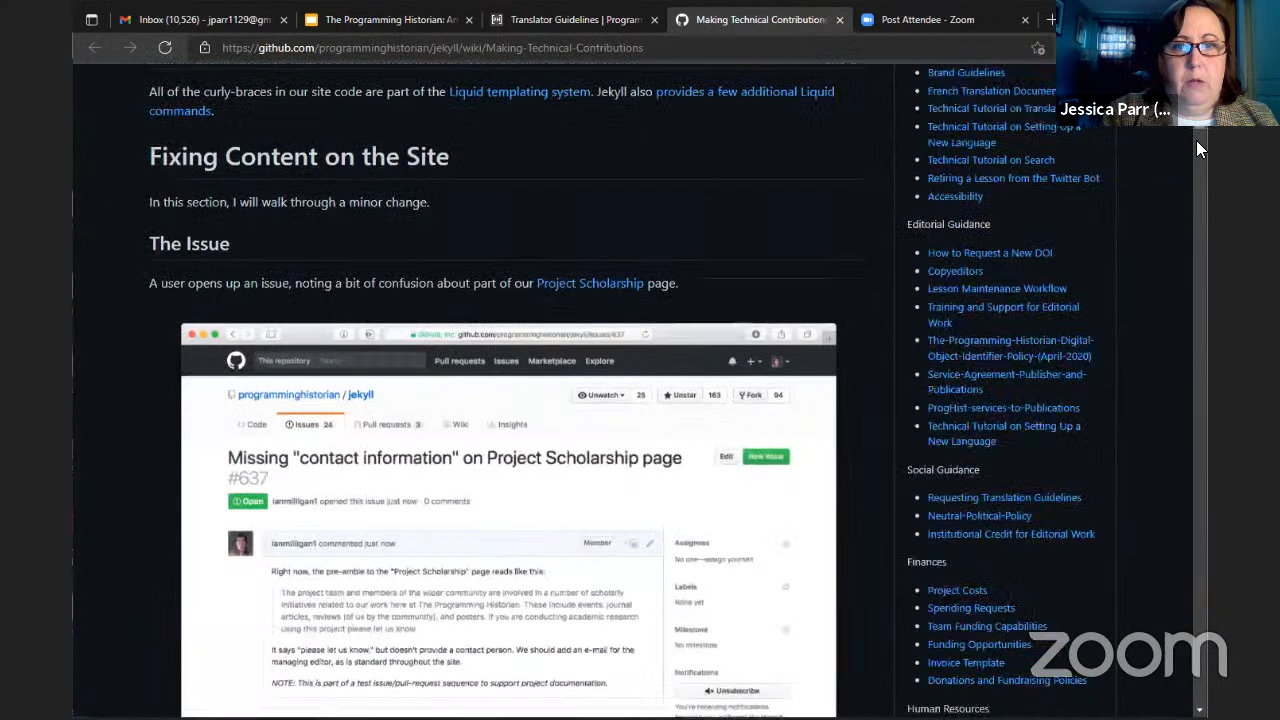 Inbox (10,526) - jparr1129@gm
The Programming Historian: An
Translator Guidelines | Program
Making Technical Contribution
Post Attendee - Zoom
https://github.com/programminghistorian/jekyll/wiki/Making-Technical-Contributions
Jessica Parr (...
All of the curly-braces in our site code are part of the Liquid templating system. Jekyll also provides a few additional Liquid
commands.
Fixing Content on the Site
In this section, I will walk through a minor change.
The Issue
A user opens up an issue, noting a bit of confusion about part of our Project Scholarship page.
github.com/programminghistorian/jekyll/issues/637
This repository Search
Pull requests Issues Marketplace Explore
programminghistorian / jekyll
Unwatch 25 Unstar 163 Fork 94
Code Issues 24 Pull requests 3 Wiki Insights
Missing "contact information" on Project Scholarship page
#637
Edit New Issue
Open ianmilligan1 opened this issue just now · 0 comments
ianmilligan1 commented just now Member
Right now, the pre-amble to the "Project Scholarship" page reads like this:
The project team and members of the wider community are involved in a number of scholarly
initiatives related to our work here at The Programming Historian. These include events, journal
articles, reviews (of us by the community), and posters. If you are conducting academic research
using this project please let us know
It says "please let us know," but doesn't provide a contact person. We should add an e-mail for the
managing editor, as is standard throughout the site.
NOTE: This is part of a test issue/pull-request sequence to support project documentation.
Assignees
No one—assign yourself
Labels
None yet
Milestone
No milestone
Notifications
Unsubscribe
You're receiving notifications
Brand Guidelines
French Translation Documen
Technical Tutorial on Transla
Technical Tutorial on Setting Up a
New Language
Technical Tutorial on Search
Retiring a Lesson from the Twitter Bot
Accessibility
Editorial Guidance
How to Request a New DOI
Copyeditors
Lesson Maintenance Workflow
Training and Support for Editorial
Work
The-Programming-Historian-Digital-
Object-Identifier-Policy-(April-2020)
Service-Agreement-Publisher-and-
Publications
ProgHist-services-to-Publications
Technical Tutorial on Setting Up a
New Language
Social Guidance
Requesting Translation Guidelines
Neutral-Political-Policy
Institutional Credit for Editorial Work
Finances
Project Costs
Spending Requests
Team Funding Capabilities
Funding Opportunities
Invoice Template
Donations and Fundraising Policies
Human Resources
zoom